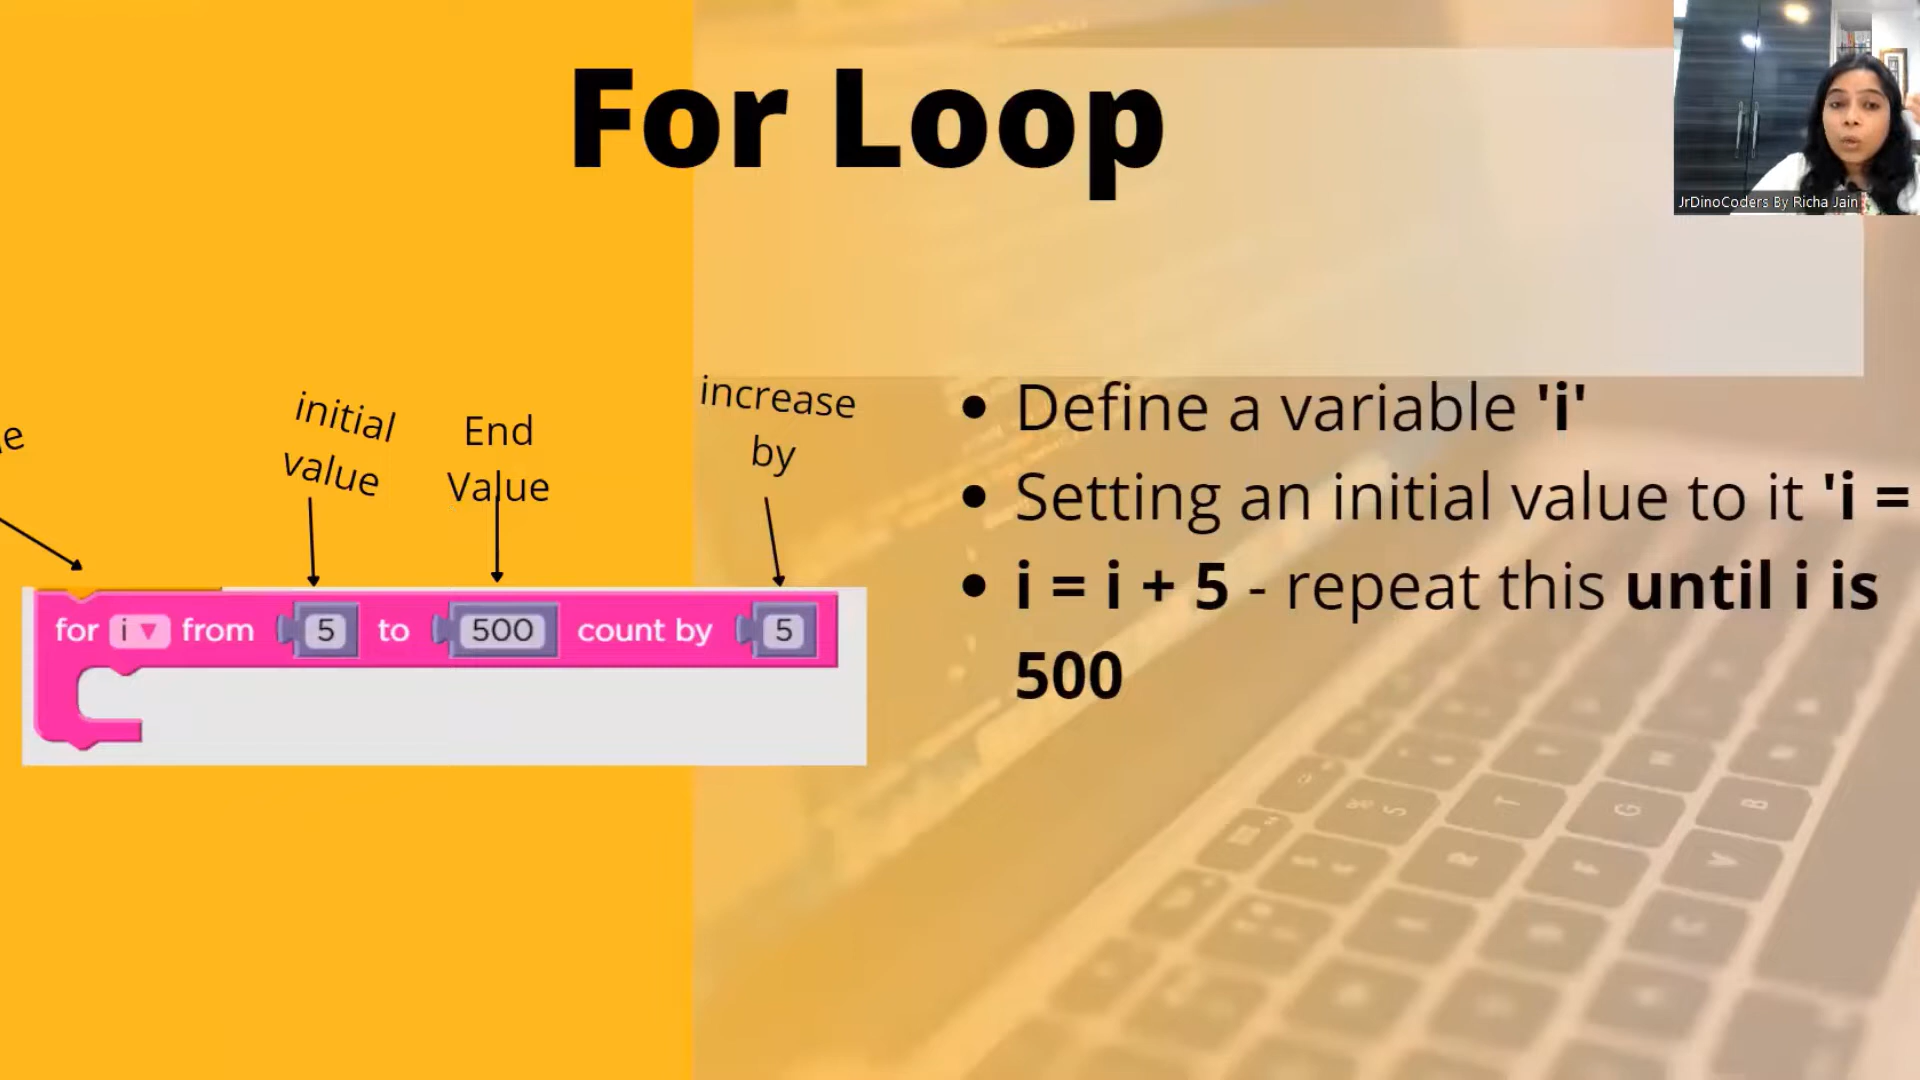 For Loop
JrDinoCoders By Richa Jain
initial
value
End
Value
increase
by
for i ▼ from 5 to 500 count by 5
• Define a variable 'i'
• Setting an initial value to it 'i =
• i = i + 5 - repeat this until i is
500